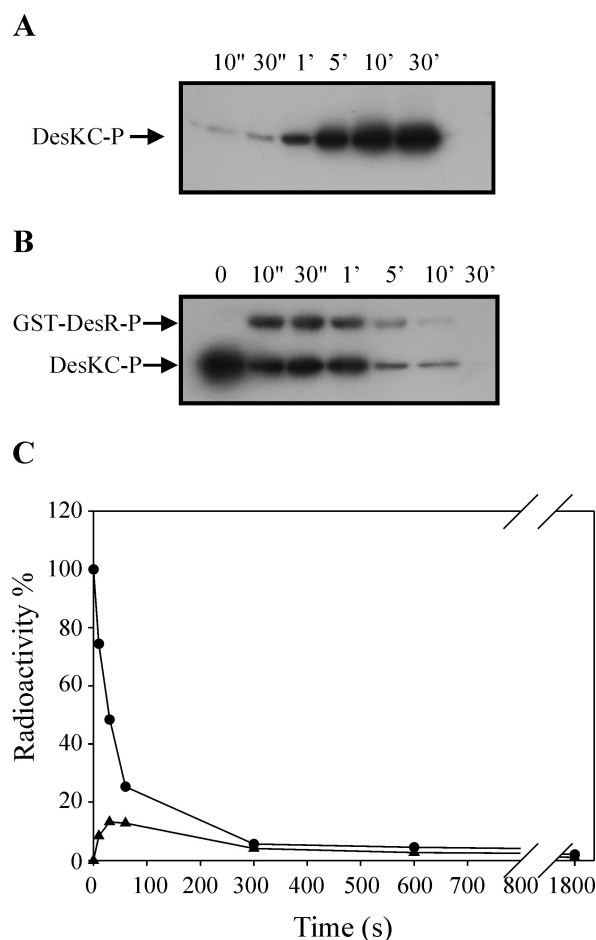 A
10" 30" 1’ 5’ 10’ 30’
DesKC-P
B
0 10" 30" 1’ 5’ 10’ 30’
GST-DesR-P
DesKC-P
C
120
100
80
60
40
20
0
Radioactivity %
0 100 200 300 400 500 600 700 800 1800
Time (s)